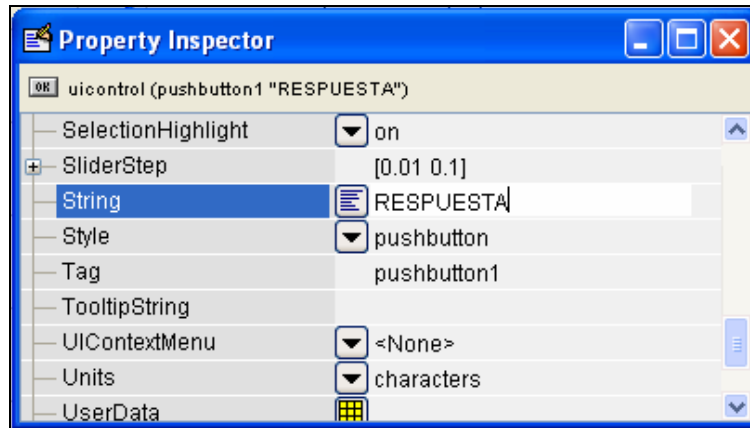 Property Inspector
OK uicontrol (pushbutton1 "RESPUESTA")
SelectionHighlight on
SliderStep [0.01 0.1]
String RESPUESTA
Style pushbutton
Tag pushbutton1
TooltipString
UIContextMenu <None>
Units characters
UserData